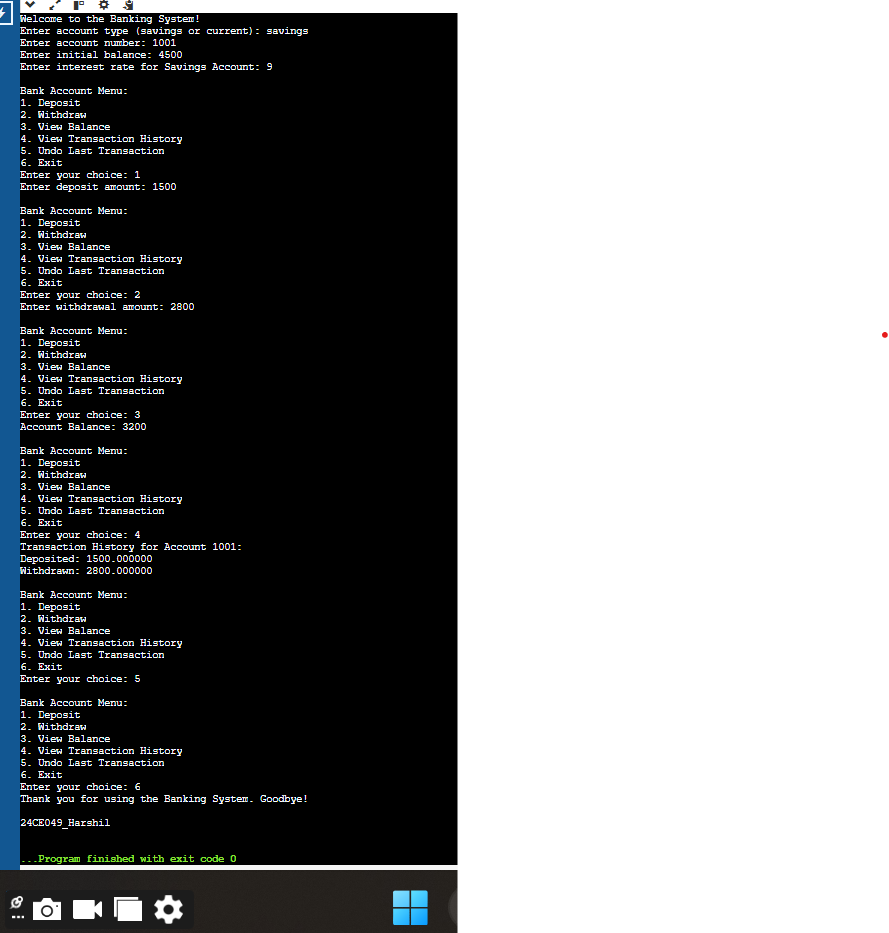 Welcome to the Banking System!
Enter account type (savings or current): savings
Enter account number: 1001
Enter initial balance: 4500
Enter interest rate for Savings Account: 9
Bank Account Menu:
1. Deposit
2. Withdraw
3. View Balance
4. View Transaction History
5. Undo Last Transaction
6. Exit
Enter your choice: 1
Enter deposit amount: 1500
Bank Account Menu:
1. Deposit
2. Withdraw
3. View Balance
4. View Transaction History
5. Undo Last Transaction
6. Exit
Enter your choice: 2
Enter withdrawal amount: 2800
Bank Account Menu:
1. Deposit
2. Withdraw
3. View Balance
4. View Transaction History
5. Undo Last Transaction
6. Exit
Enter your choice: 3
Account Balance: 3200
Bank Account Menu:
1. Deposit
2. Withdraw
3. View Balance
4. View Transaction History
5. Undo Last Transaction
6. Exit
Enter your choice: 4
Transaction History for Account 1001:
Deposited: 1500.000000
Withdrawn: 2800.000000
Bank Account Menu:
1. Deposit
2. Withdraw
3. View Balance
4. View Transaction History
5. Undo Last Transaction
6. Exit
Enter your choice: 5
Bank Account Menu:
1. Deposit
2. Withdraw
3. View Balance
4. View Transaction History
5. Undo Last Transaction
6. Exit
Enter your choice: 6
Thank you for using the Banking System. Goodbye!
24CE049_Harshil
...Program finished with exit code 0